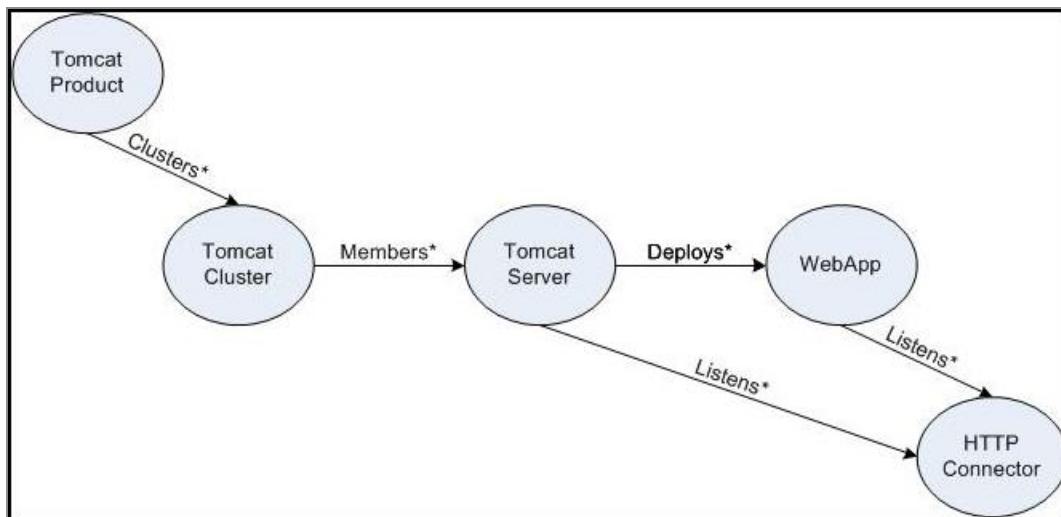 Tomcat
Product
Clusters*
Tomcat
Cluster
Members*
Tomcat
Server
Deploys*
WebApp
Listens*
Listens*
HTTP
Connector